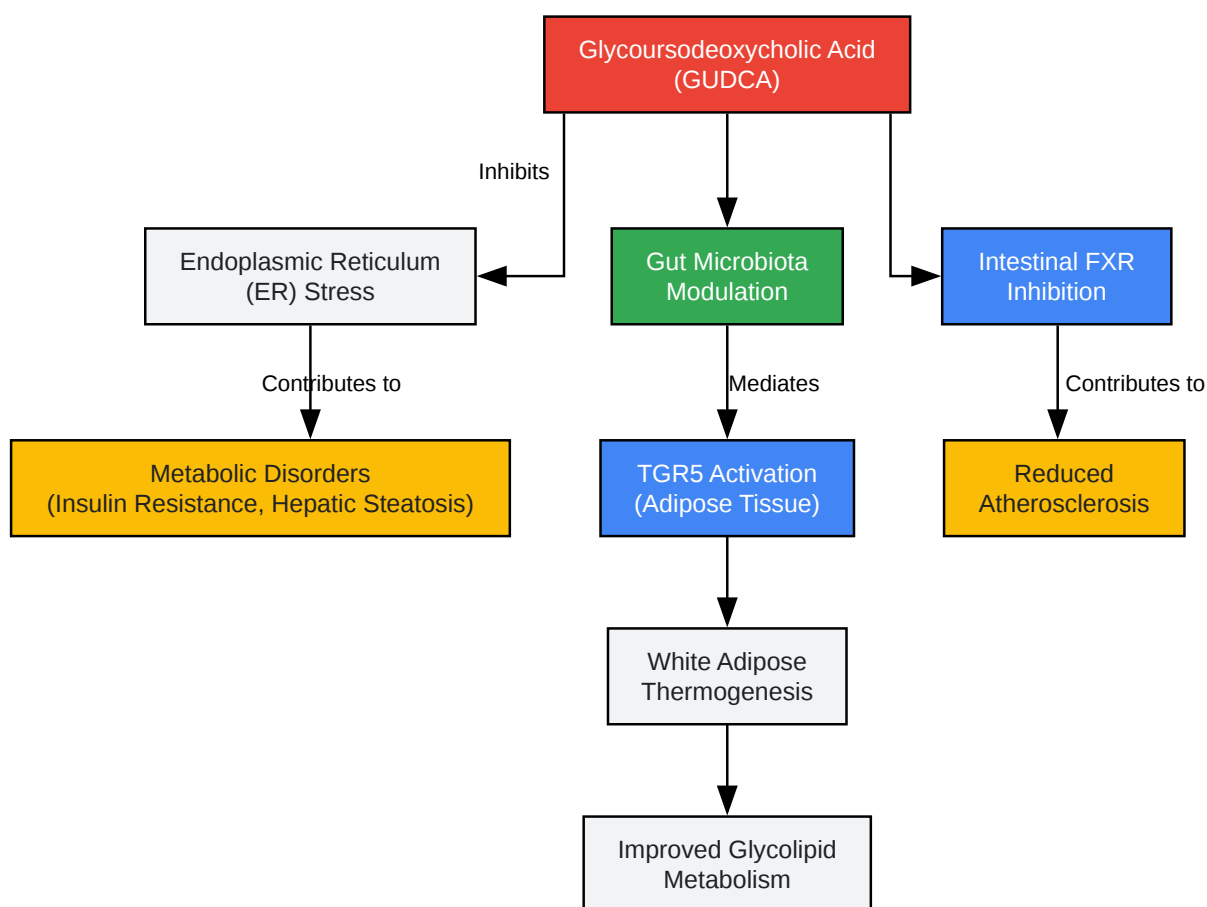 Glycoursodeoxycholic Acid
(GUDCA)
Inhibits
Endoplasmic Reticulum
(ER) Stress
Gut Microbiota
Modulation
Intestinal FXR
Inhibition
Contributes to
Mediates
Contributes to
Metabolic Disorders
(Insulin Resistance, Hepatic Steatosis)
TGR5 Activation
(Adipose Tissue)
Reduced
Atherosclerosis
White Adipose
Thermogenesis
Improved Glycolipid
Metabolism